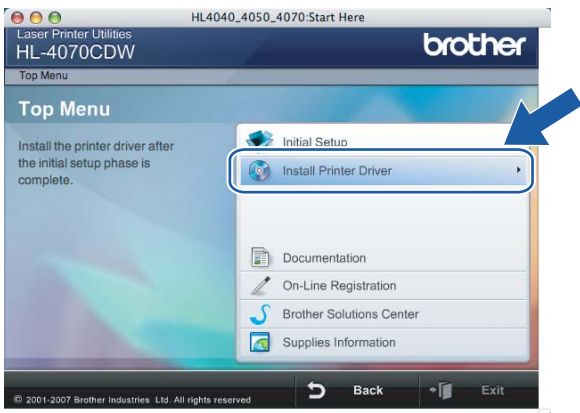 HL4040_4050_4070:Start Here
Laser Printer Utilities
HL-4070CDW
brother
Top Menu
Top Menu
Install the printer driver after
the initial setup phase is
complete.
Initial Setup
Install Printer Driver
Documentation
On-Line Registration
Brother Solutions Center
Supplies Information
© 2001-2007 Brother Industries Ltd. All rights reserved
Back
Exit